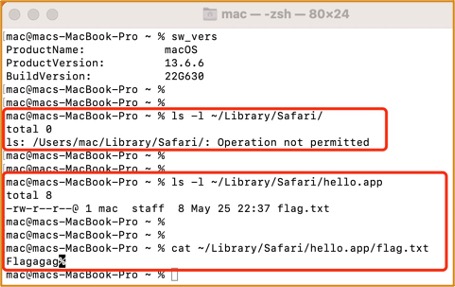 mac — -zsh — 80×24
mac@macs-MacBook-Pro ~ % sw_vers
ProductName: macOS
ProductVersion: 13.6.6
BuildVersion: 22G630
mac@macs-MacBook-Pro ~ %
mac@macs-MacBook-Pro ~ %
mac@macs-MacBook-Pro ~ % ls -l ~/Library/Safari/
total 0
ls: /Users/mac/Library/Safari/: Operation not permitted
mac@macs-MacBook-Pro ~ %
mac@macs-MacBook-Pro ~ %
mac@macs-MacBook-Pro ~ % ls -l ~/Library/Safari/hello.app
total 8
-rw-r--r--@ 1 mac  staff  8 May 25 22:37 flag.txt
mac@macs-MacBook-Pro ~ %
mac@macs-MacBook-Pro ~ %
mac@macs-MacBook-Pro ~ % cat ~/Library/Safari/hello.app/flag.txt
Flagagag%
mac@macs-MacBook-Pro ~ %